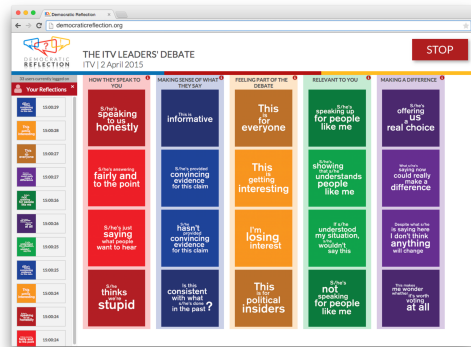 Democratic Reflection
democraticreflection.org
DEMOCRATIC
REFLECTION
THE ITV LEADERS' DEBATE
ITV | 2 April 2015
STOP
Your Reflections
HOW THEY SPEAK TO
YOU
S/he's
speaking
to us
honestly
S/he's answering
fairly and
to the point
S/he's just
saying
what people
want to hear
S/he
thinks
we're
stupid
MAKING SENSE OF WHAT
THEY SAY
This is
informative
S/he's provided
convincing
evidence
for this claim
S/he
hasn't
provided
convincing
evidence
for this claim
Is this
consistent
with what
s/he's done
in the past ?
FEELING PART OF THE
DEBATE
This
is for
everyone
This
is
getting
interesting
I'm
losing
interest
This
is for
political
insiders
RELEVANT TO YOU
S/he's
speaking up
for people
like me
S/he's
showing
that s/he
understands
people
like me
If s/he
understood
my situation,
s/he
wouldn't
say this
S/he's
not
speaking
for people
like me
MAKING A DIFFERENCE
S/he's
offering
us
a real choice
What s/he's
saying now
could really
make a
difference
Despite what s/he
is saying here
I don't think
anything
will change
This makes
me wonder
whether
it's worth
voting
at all
15:00:29
15:00:28
15:00:27
15:00:26
15:00:26
15:00:25
15:00:25
15:00:24
15:00:24
15:00:24